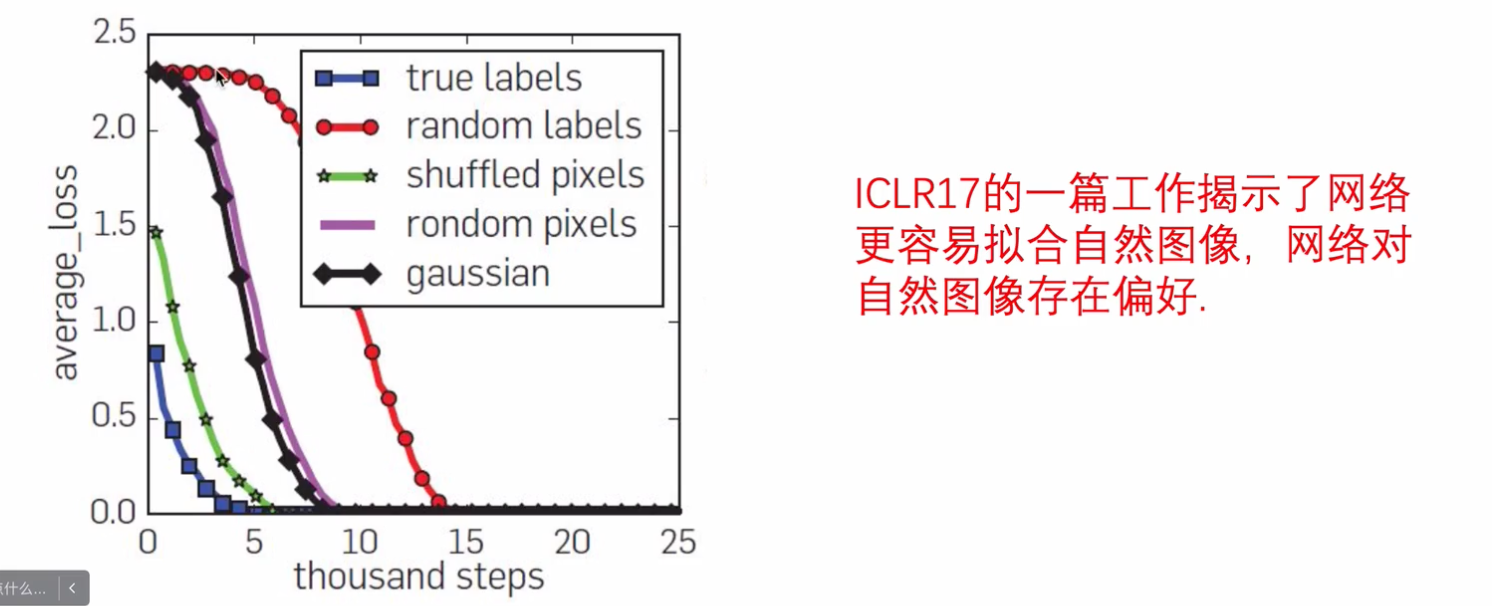 2.5
2.0
1.5
1.0
0.5
0.0
average_loss
true labels
random labels
shuffled pixels
rondom pixels
gaussian
0 5 10 15 20 25
thousand steps
ICLR17的一篇工作揭示了网络
更容易拟合自然图像，网络对
自然图像存在偏好.
什么...